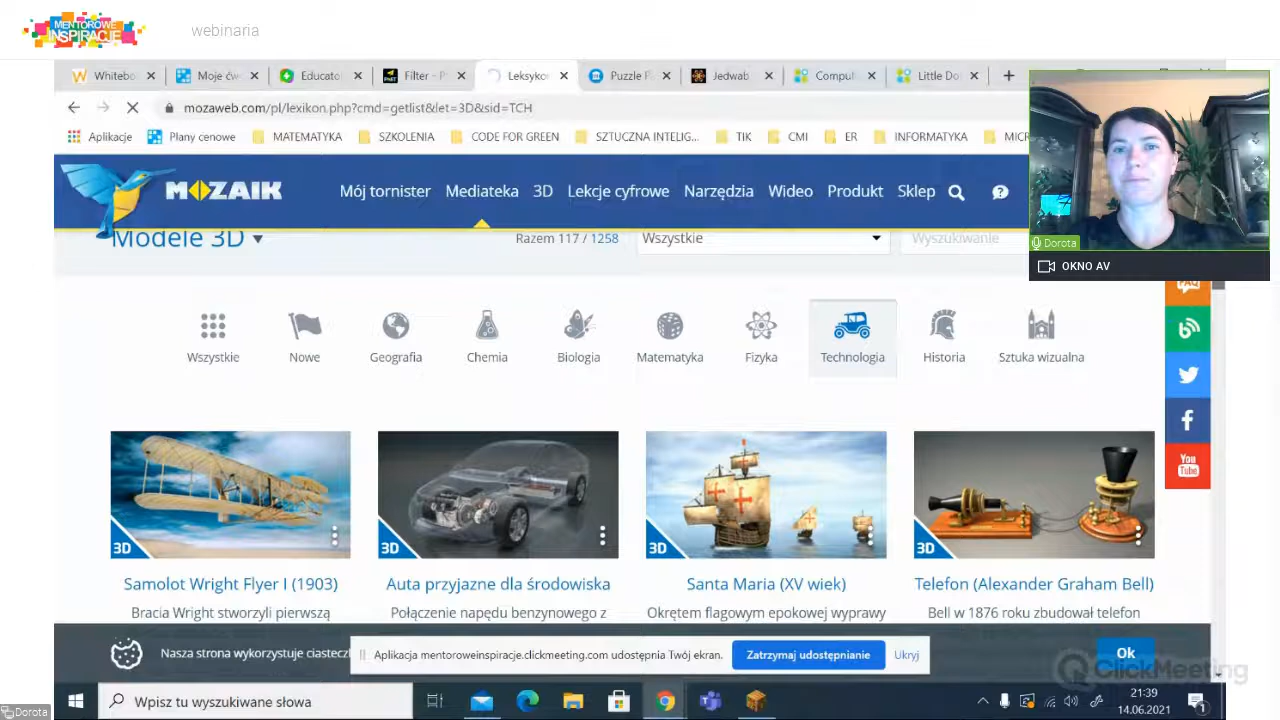 MENTOROWE
INSPIRACJE
webinaria
Whitebo
Moje ćw
Educato
Filter - P
Leksykon
Puzzle P
Jedwab
Compu
Little Do
mozaweb.com/pl/lexikon.php?cmd=getlist&let=3D&sid=TCH
Aplikacje
Plany cenowe
MATEMATYKA
SZKOLENIA
CODE FOR GREEN
SZTUCZNA INTELIG...
TIK
CMI
ER
INFORMATYKA
MOZAIK
Mój tornister
Mediateka
3D
Lekcje cyfrowe
Narzędzia
Wideo
Produkt
Sklep
Dorota
OKNO AV
Modele 3D
Razem 117 / 1258
Wszystkie
Wyszukiwanie
Wszystkie
Nowe
Geografia
Chemia
Biologia
Matematyka
Fizyka
Technologia
Historia
Sztuka wizualna
You
Tube
3D
3D
3D
3D
Samolot Wright Flyer I (1903)
Auta przyjazne dla środowiska
Santa Maria (XV wiek)
Telefon (Alexander Graham Bell)
Bracia Wright stworzyli pierwszą
Połączenie napędu benzynowego z
Okrętem flagowym epokowej wyprawy
Bell w 1876 roku zbudował telefon
Nasza strona wykorzystuje ciasteczk
Aplikacja mentoroweinspiracje.clickmeeting.com udostępnia Twój ekran.
Zatrzymaj udostępnianie
Ukryj
Ok
ClickMeeting
Wpisz tu wyszukiwane słowa
21:39
14.06.2021
1
Dorota